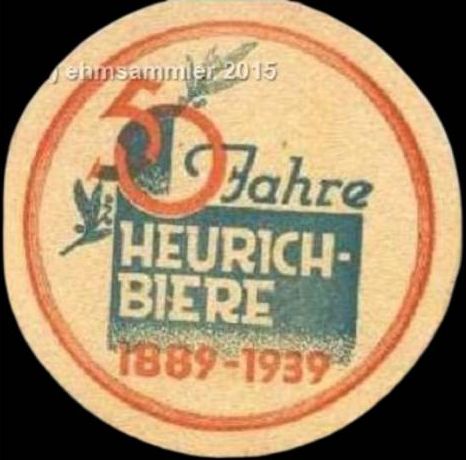 ehmsammler 2015
50 Jahre
HEURICH-
BIERE
1889-1939